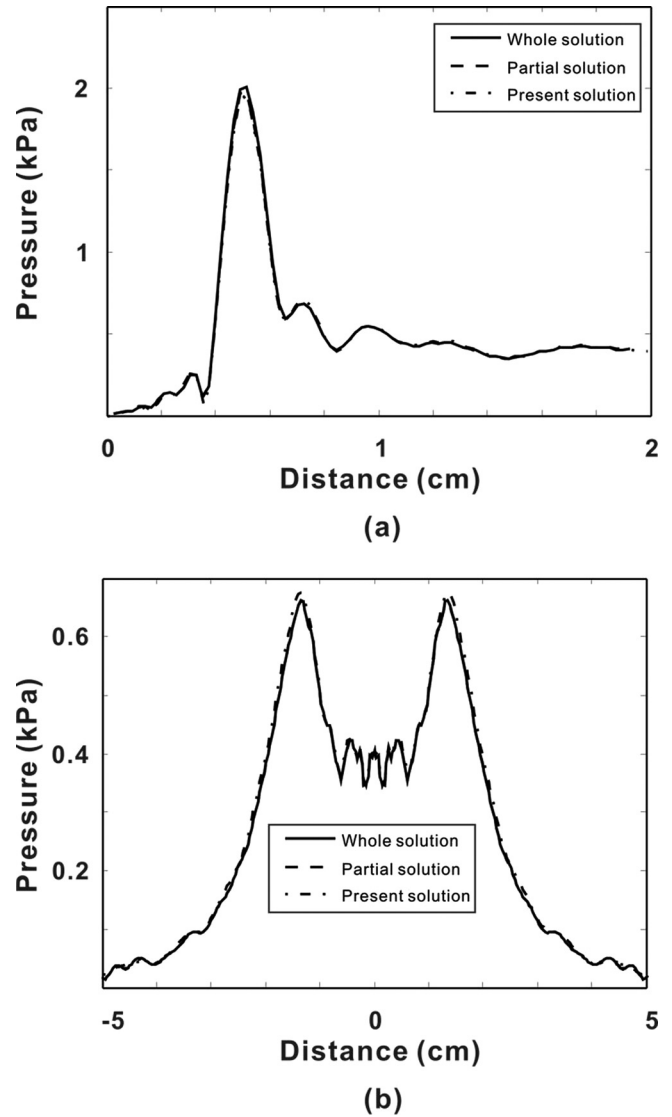 Whole solution
Partial solution
Present solution
2
1
Pressure (kPa)
0 1 2
Distance (cm)
(a)
0.6
0.4
0.2
Pressure (kPa)
Whole solution
Partial solution
Present solution
-5 0 5
Distance (cm)
(b)